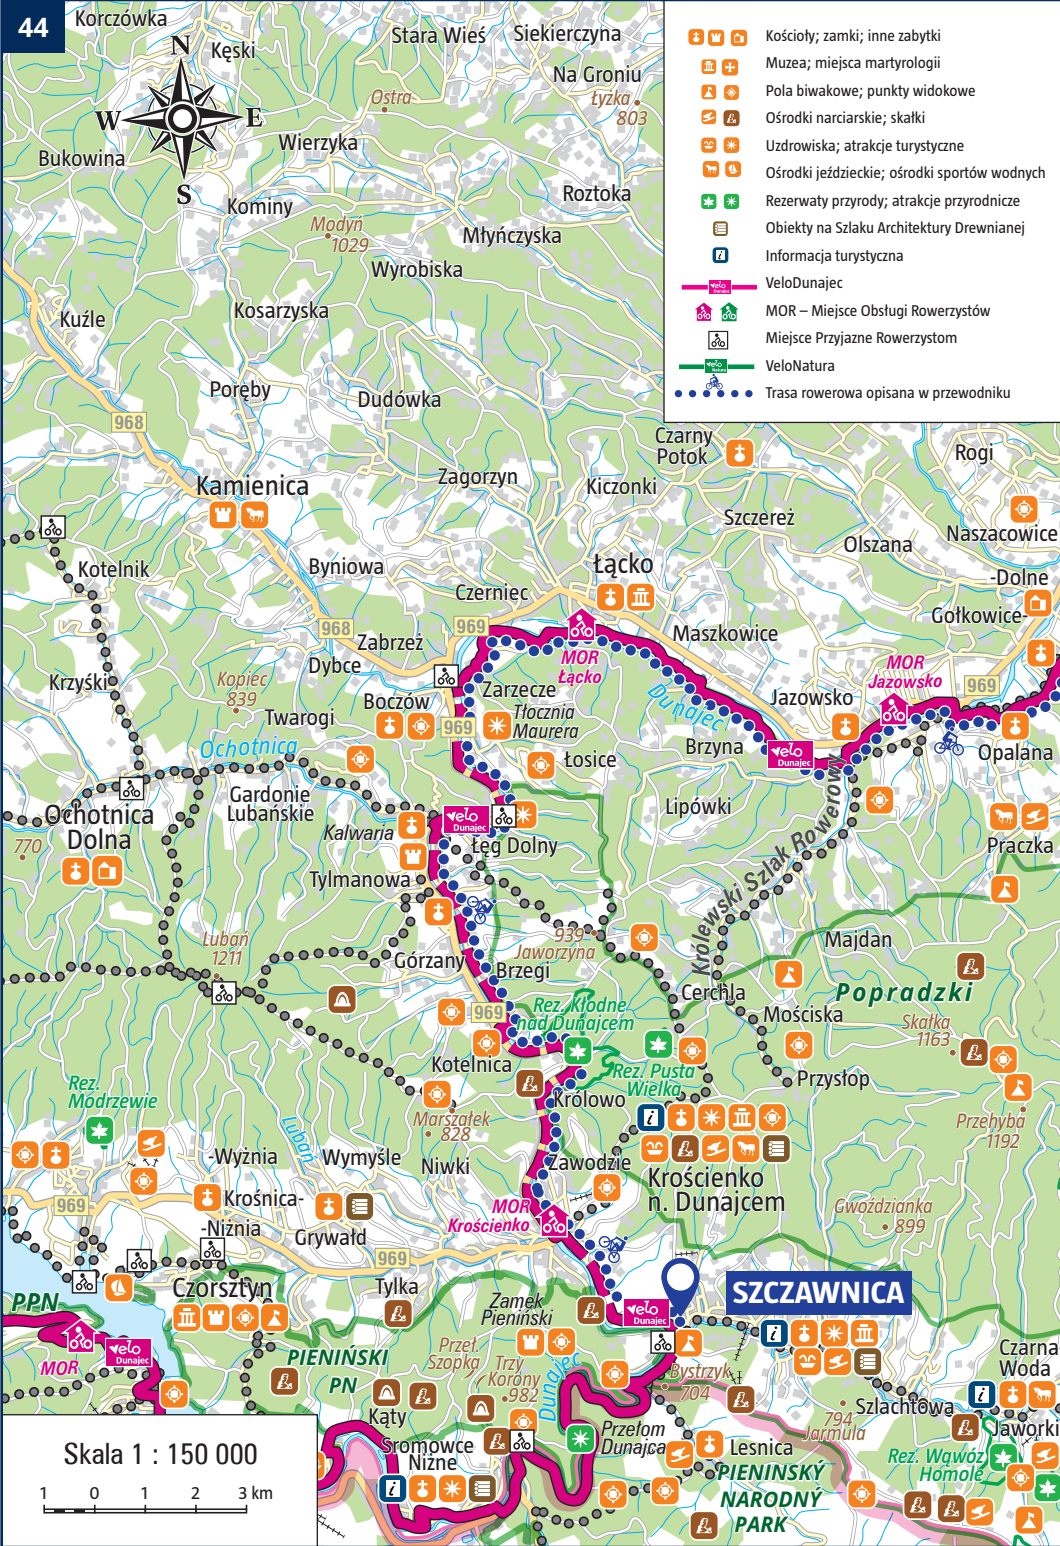 44
Korczówka
Kęski
Stara Wieś
Siekierczyna
Na Groniu
Łyżka
803
Ostra
N
W
E
S
Bukowina
Wierzyka
Roztoka
Kominy
Modyń
1029
Młyńczyska
Wyrobiska
Kuźle
Kosarzyska
Poręby
Dudówka
968
Kościoły; zamki; inne zabytki
Muzea; miejsca martyrologii
Pola biwakowe; punkty widokowe
Ośrodki narciarskie; skałki
Uzdrowiska; atrakcje turystyczne
Ośrodki jeździeckie; ośrodki sportów wodnych
Rezerwaty przyrody; atrakcje przyrodnicze
Obiekty na Szlaku Architektury Drewnianej
Informacja turystyczna
VeloDunajec
MOR – Miejsce Obsługi Rowerzystów
Miejsce Przyjazne Rowerzystom
VeloNatura
Trasa rowerowa opisana w przewodniku
Czarny
Potok
Rogi
Zagorzyn
Kiczonki
Kamienica
Szczereż
Naszacowice
Olszana
Kotelnik
Byniowa
Łącko
-Dolne
Czerniec
Gołkowice-
968
969
Zabrzeż
Maszkowice
Dybce
MOR
Łącko
MOR
Jazowsko
Krzyśki
Kopiec
839
Zarzecze
969
Boczów
Tłocznia
Maurera
Dunajec
Jazowsko
Twarogi
969
Brzyna
velo
Dunajec
Opalana
Ochotnica
Łosice
Gardonie
Lubańskie
Lipówki
Ochotnica
Dolna
Kalwaria
velo
Dunajec
Łęg Dolny
Praczka
770
Tylmanowa
Królewski Szlak Rowerowy
Lubań
1211
939
Jaworzyna
Majdan
Górzany
Brzegi
Cerchla
Popradzki
Rez. Kłodne
nad Dunajcem
969
Mościska
Skałka
1163
Kotelnica
Rez. Pusta
Wielka
Przysłop
Rez.
Modrzewie
Królowo
Marszałek
828
Przehyba
1192
Lubań
-Wyżnia
Wymyśle
Niwki
Zawodzie
Krościenko
n. Dunajcem
969
Krośnica-
MOR
Krościenko
Gwoździanka
899
-Niżnia
Grywałd
969
Czorsztyn
Tylka
SZCZAWNICA
PPN
Zamek
Pieniński
velo
Dunajec
MOR
velo
Dunajec
Przeł.
Szopka
Trzy
Korony
982
Dunajec
Czarna
Woda
PIENIŃSKI
PN
Bystrzyk
704
Kąty
Szlachtowa
794
Jarmuta
Przełom
Dunajca
Jaworki
Skala 1 : 150 000
Sromowce
Niżne
Lesnica
Rez. Wąwóz
Homole
PIENINSKÝ
NARODNÝ
PARK
1 0 1 2 3 km